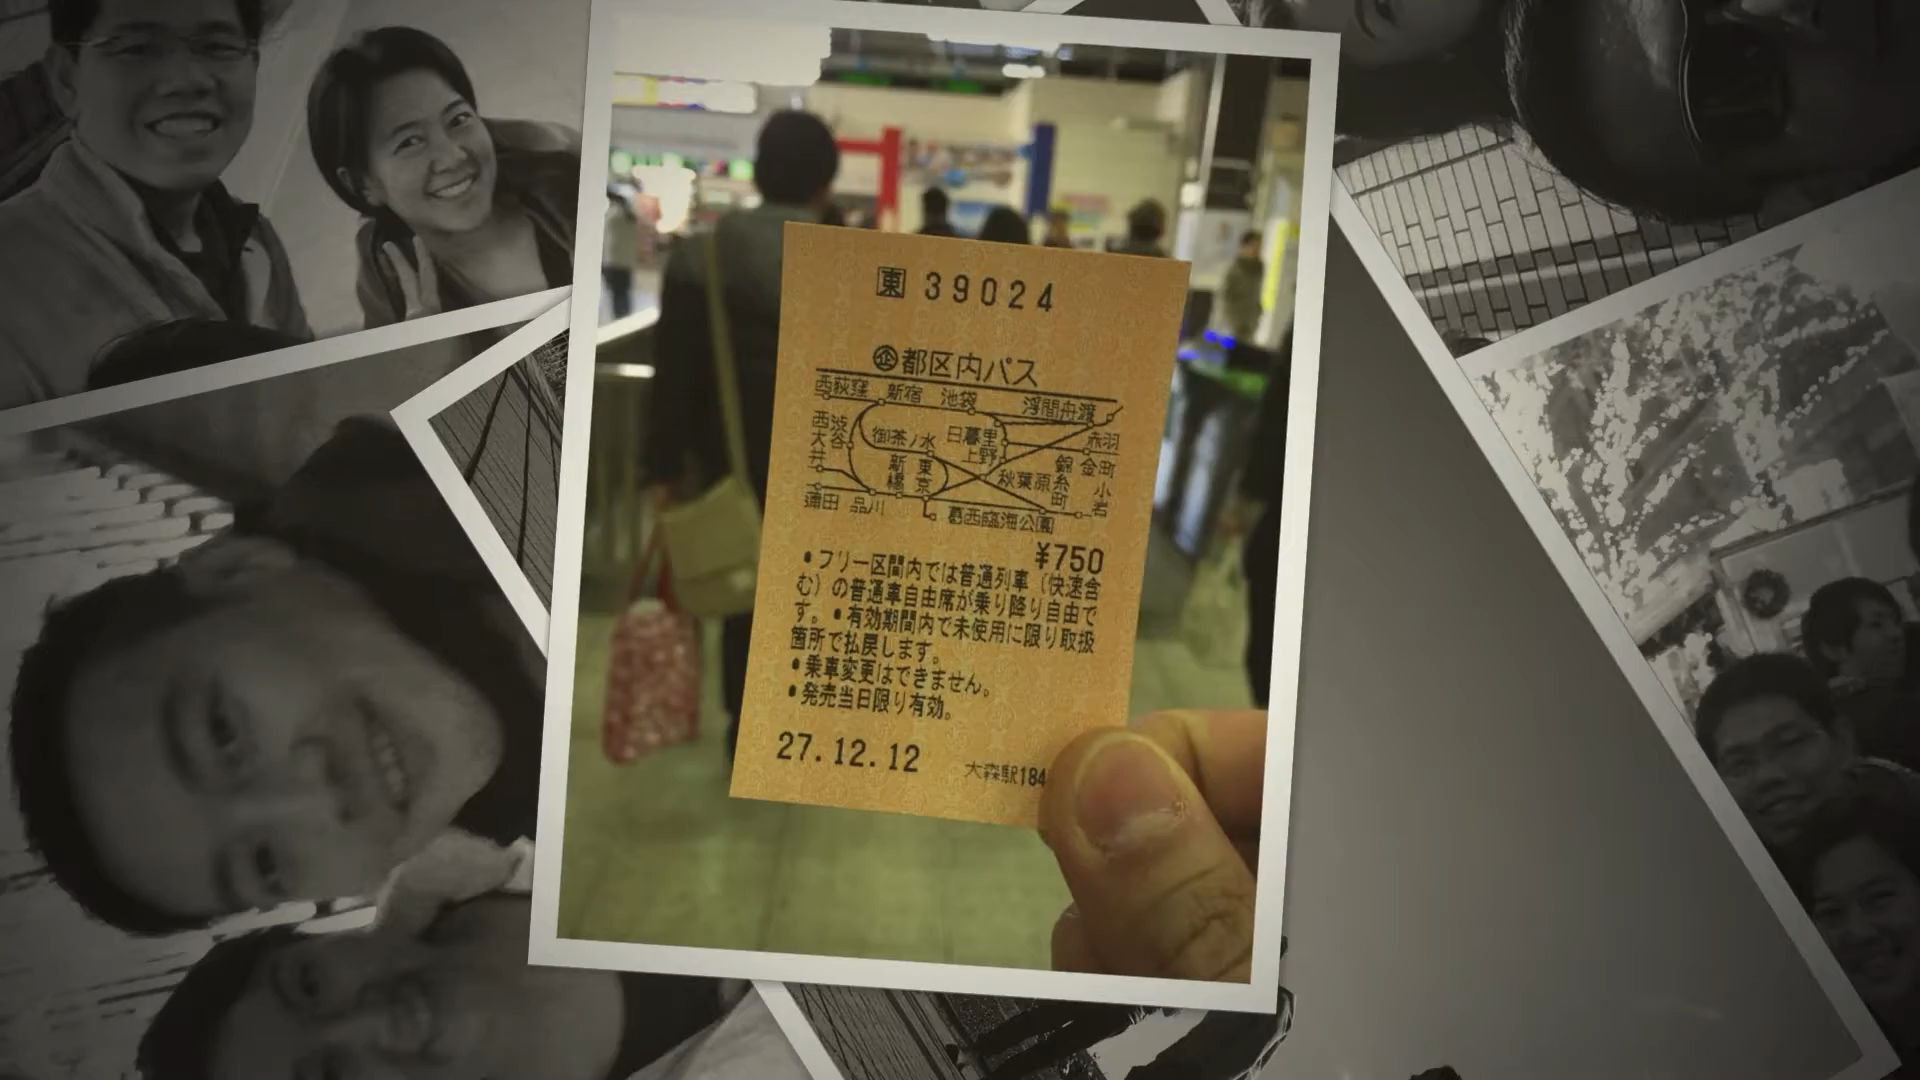 東 39024
企都区内パス
西荻窪 新宿 池袋 浮間舟渡
西大井 渋谷 御茶ノ水 日暮里 赤羽
上野 金町
新橋 東京 秋葉原 錦糸町 小岩
蒲田 品川 葛西臨海公園
¥750
•フリー区間内では普通列車(快速含
む)の普通車自由席が乗り降り自由で
す。•有効期間内で未使用に限り取扱
箇所で払戻します。
•乗車変更はできません。
•発売当日限り有効。
27.12.12 大森駅184